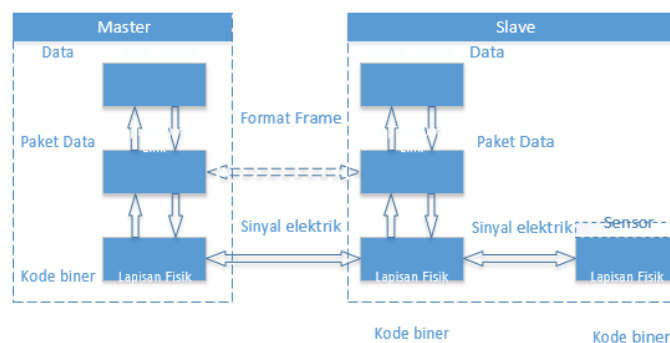 Master
Slave
Data
Data
Format Frame
Paket Data
Paket Data
Sinyal elektrik
Sinyal elektrik
Sensor
Kode biner
Lapisan Fisik
Lapisan Fisik
Lapisan Fisik
Kode biner
Kode biner